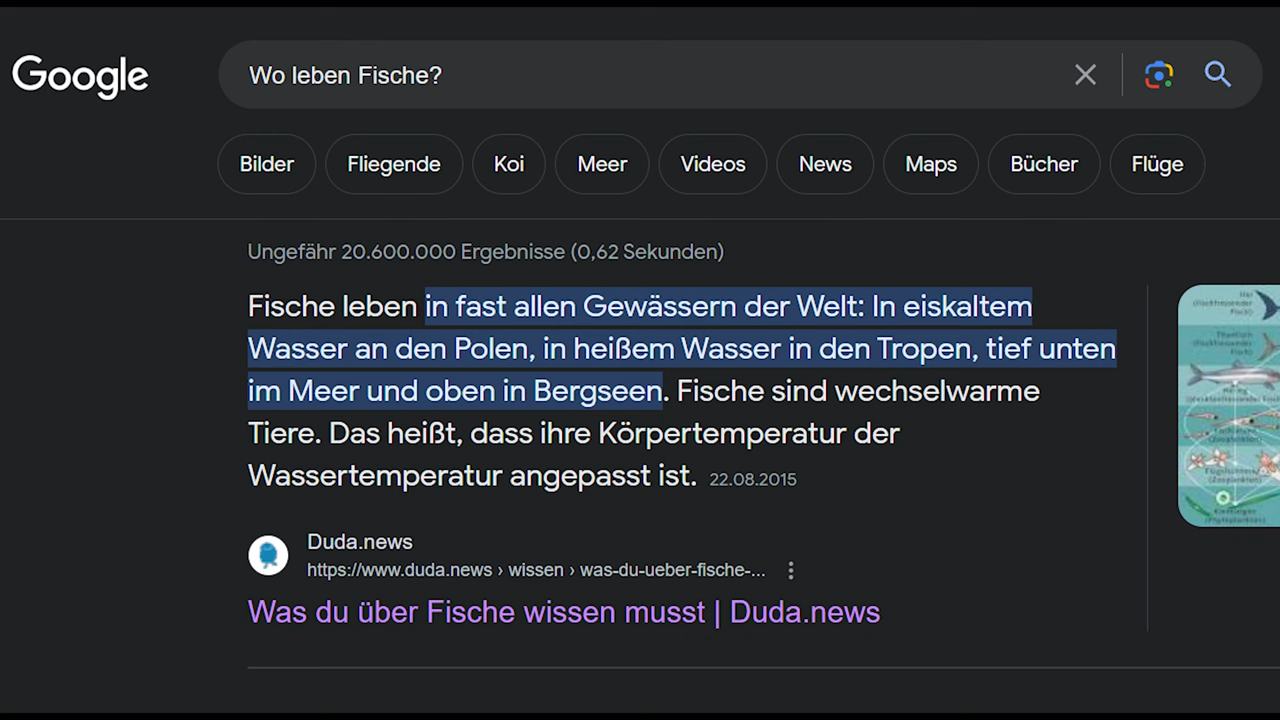 Google
Wo leben Fische?
Bilder
Fliegende
Koi
Meer
Videos
News
Maps
Bücher
Flüge
Ungefähr 20.600.000 Ergebnisse (0,62 Sekunden)
Fische leben in fast allen Gewässern der Welt: In eiskaltem
Wasser an den Polen, in heißem Wasser in den Tropen, tief unten
im Meer und oben in Bergseen. Fische sind wechselwarme
Tiere. Das heißt, dass ihre Körpertemperatur der
Wassertemperatur angepasst ist. 22.08.2015
Duda.news
https://www.duda.news › wissen › was-du-ueber-fische-...
Was du über Fische wissen musst | Duda.news